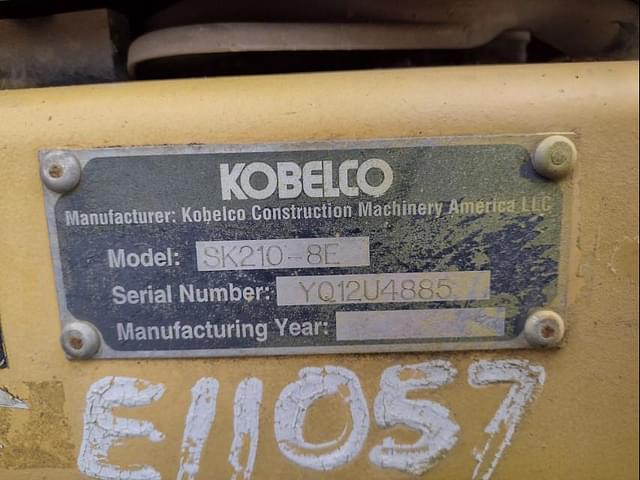 KOBELCO
Manufacturer: Kobelco Construction Machinery America LLC
Model: SK210-8E
Serial Number: YQ12U4885
Manufacturing Year:
E11057